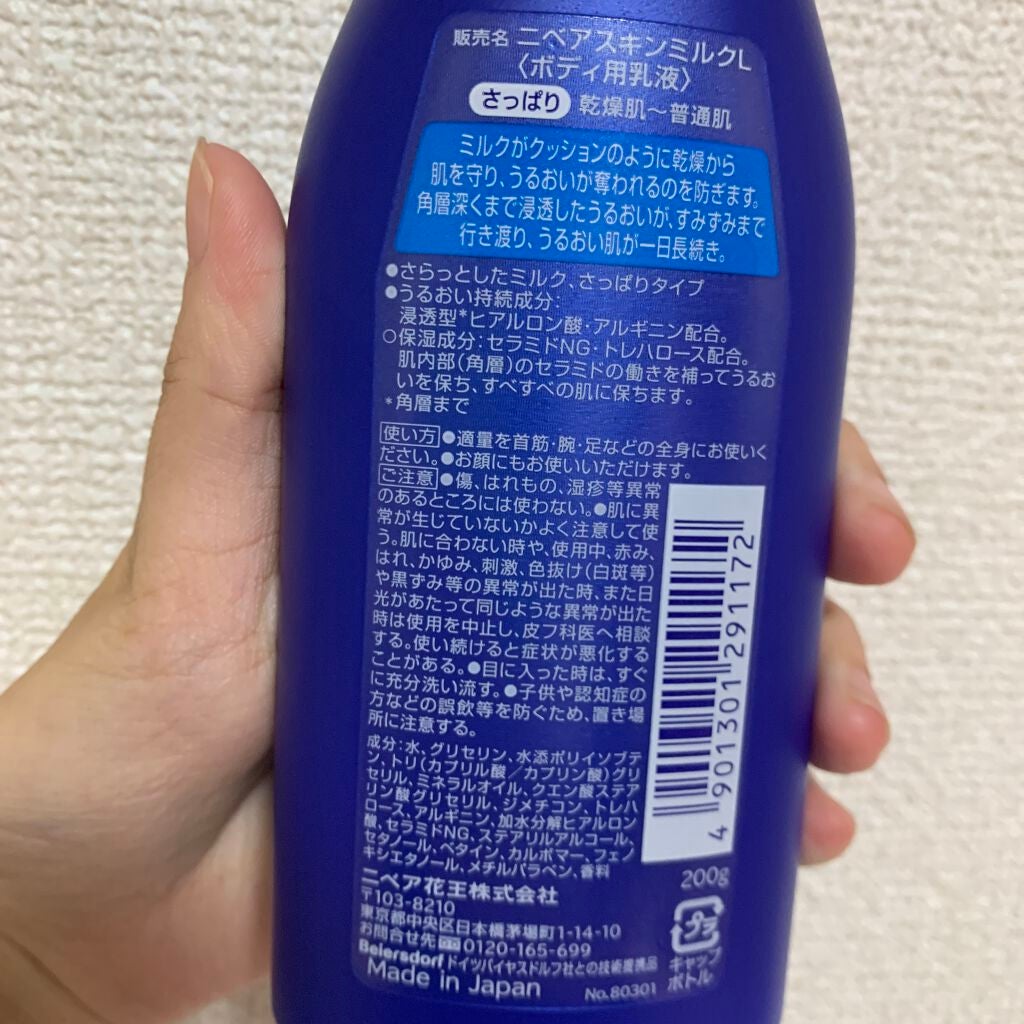 販売名 ニベアスキンミルクL
〈ボディ用乳液〉
さっぱり 乾燥肌～普通肌
ミルクがクッションのように乾燥から
肌を守り、うるおいが奪われるのを防ぎます。
角層深くまで浸透したうるおいが、すみずみまで
行き渡り、うるおい肌が一日長続き。
●さらっとしたミルク、さっぱりタイプ
●うるおい持続成分:
浸透型*ヒアルロン酸・アルギニン配合。
○保湿成分:セラミドNG・トレハロース配合。
肌内部(角層)のセラミドの働きを補ってうるお
いを保ち、すべすべの肌に保ちます。
*角層まで
使い方 ●適量を首筋・腕・足などの全身にお使いく
ださい。●お顔にもお使いいただけます。
ご注意 ●傷、はれもの、湿疹等異常
のあるところには使わない。●肌に異
常が生じていないかよく注意して使
う。肌に合わない時や、使用中、赤み、
はれ、かゆみ、刺激、色抜け(白斑等)
や黒ずみ等の異常が出た時、また日
光があたって同じような異常が出た
時は使用を中止し、皮フ科医へ相談
する。使い続けると症状が悪化する
ことがある。●目に入った時は、すぐ
に充分洗い流す。●子供や認知症の
方などの誤飲等を防ぐため、置き場
所に注意する。
成分:水、グリセリン、水添ポリイソブテ
ン、トリ(カプリル酸/カプリン酸)グリ
セリル、ミネラルオイル、クエン酸ステア
リン酸グリセリル、ジメチコン、トレハ
ロース、アルギニン、加水分解ヒアルロン
酸、セラミドNG、ステアリルアルコール、
セタノール、ベタイン、カルボマー、フェノ
キシエタノール、メチルパラベン、香料
ニベア花王株式会社
〒103-8210
東京都中央区日本橋茅場町1-14-10
お問合せ先 0120-165-699
Beiersdorf ドイツバイヤスドルフ社との技術提携品
Made in Japan No.80301
4 901301 291172
200g
プラ
キャップ
ボトル